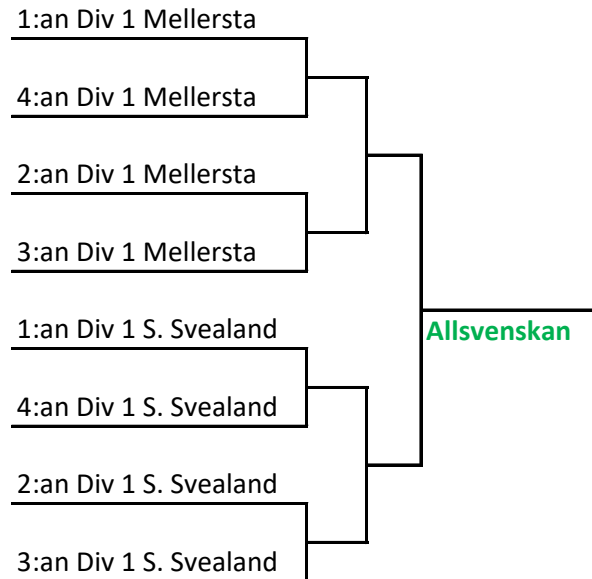 1:an Div 1 Mellersta
4:an Div 1 Mellersta
2:an Div 1 Mellersta
3:an Div 1 Mellersta
1:an Div 1 S. Svealand
Allsvenskan
4:an Div 1 S. Svealand
2:an Div 1 S. Svealand
3:an Div 1 S. Svealand